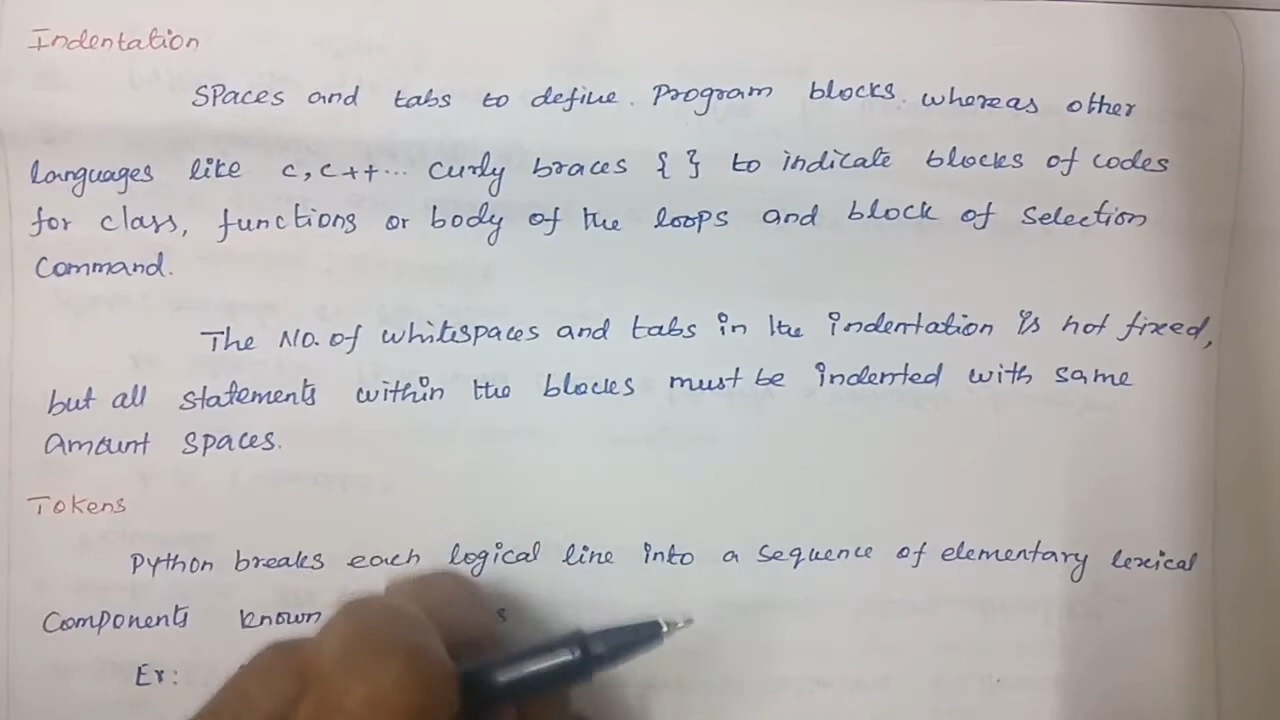 Indentation
Spaces and tabs to define. Program blocks. whereas other
languages like c, c++... curly braces { } to indicate blocks of codes
for class, functions or body of the loops and block of selection
command.
The No. of whitespaces and tabs in the indentation is not fixed,
but all statements within the blocks must be indented with same
amount spaces.
Tokens
Python breaks each logical line into a sequence of elementary lexical
components known
Ex: